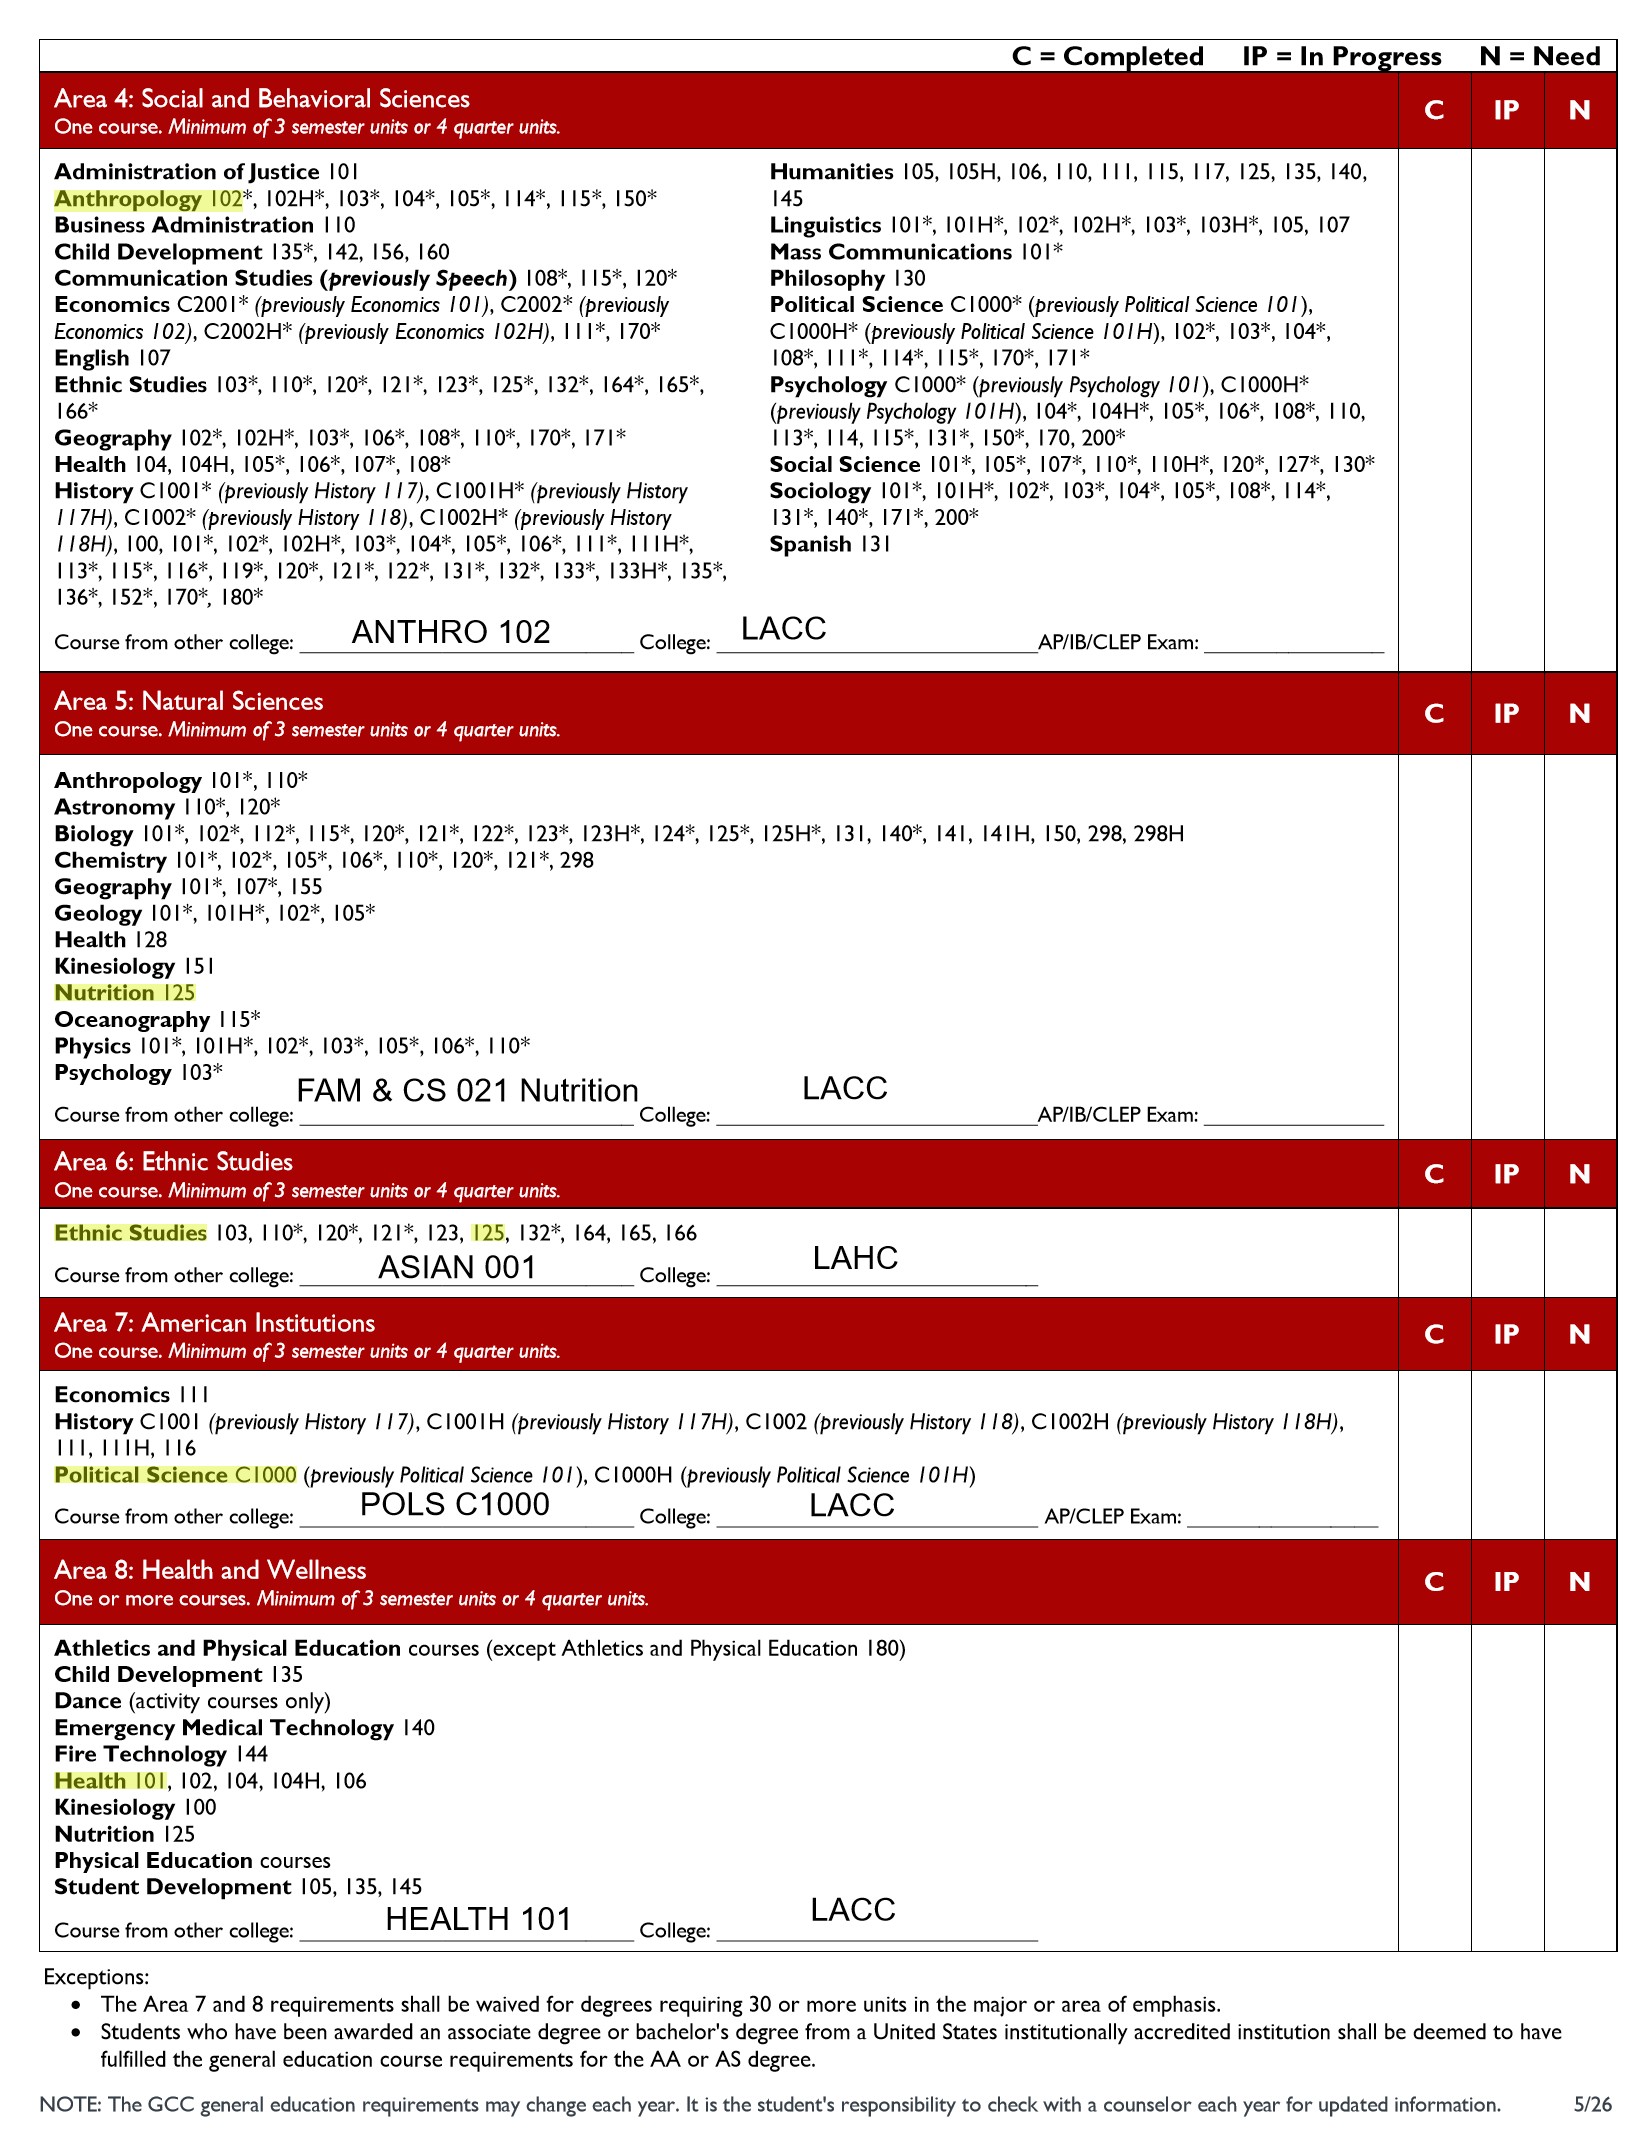 C = Completed IP = In Progress N = Need
Area 4: Social and Behavioral Sciences
One course. Minimum of 3 semester units or 4 quarter units.
C IP N
Administration of Justice 101
Anthropology 102*, 102H*, 103*, 104*, 105*, 114*, 115*, 150*
Business Administration 110
Child Development 135*, 142, 156, 160
Communication Studies (previously Speech) 108*, 115*, 120*
Economics C2001* (previously Economics 101), C2002* (previously
Economics 102), C2002H* (previously Economics 102H), 111*, 170*
English 107
Ethnic Studies 103*, 110*, 120*, 121*, 123*, 125*, 132*, 164*, 165*,
166*
Geography 102*, 102H*, 103*, 106*, 108*, 110*, 170*, 171*
Health 104, 104H, 105*, 106*, 107*, 108*
History C1001* (previously History 117), C1001H* (previously History
117H), C1002* (previously History 118), C1002H* (previously History
118H), 100, 101*, 102*, 102H*, 103*, 104*, 105*, 106*, 111*, 111H*,
113*, 115*, 116*, 119*, 120*, 121*, 122*, 131*, 132*, 133*, 133H*, 135*,
136*, 152*, 170*, 180*
Humanities 105, 105H, 106, 110, 111, 115, 117, 125, 135, 140,
145
Linguistics 101*, 101H*, 102*, 102H*, 103*, 103H*, 105, 107
Mass Communications 101*
Philosophy 130
Political Science C1000* (previously Political Science 101),
C1000H* (previously Political Science 101H), 102*, 103*, 104*,
108*, 111*, 114*, 115*, 170*, 171*
Psychology C1000* (previously Psychology 101), C1000H*
(previously Psychology 101H), 104*, 104H*, 105*, 106*, 108*, 110,
113*, 114, 115*, 131*, 150*, 170, 200*
Social Science 101*, 105*, 107*, 110*, 110H*, 120*, 127*, 130*
Sociology 101*, 101H*, 102*, 103*, 104*, 105*, 108*, 114*,
131*, 140*, 171*, 200*
Spanish 131
Course from other college: ANTHRO 102 College: LACC AP/IB/CLEP Exam:
Area 5: Natural Sciences
One course. Minimum of 3 semester units or 4 quarter units.
C IP N
Anthropology 101*, 110*
Astronomy 110*, 120*
Biology 101*, 102*, 112*, 115*, 120*, 121*, 122*, 123*, 123H*, 124*, 125*, 125H*, 131, 140*, 141, 141H, 150, 298, 298H
Chemistry 101*, 102*, 105*, 106*, 110*, 120*, 121*, 298
Geography 101*, 107*, 155
Geology 101*, 101H*, 102*, 105*
Health 128
Kinesiology 151
Nutrition 125
Oceanography 115*
Physics 101*, 101H*, 102*, 103*, 105*, 106*, 110*
Psychology 103*
Course from other college: FAM & CS 021 Nutrition College: LACC AP/IB/CLEP Exam:
Area 6: Ethnic Studies
One course. Minimum of 3 semester units or 4 quarter units.
C IP N
Ethnic Studies 103, 110*, 120*, 121*, 123, 125, 132*, 164, 165, 166
Course from other college: ASIAN 001 College: LAHC
Area 7: American Institutions
One course. Minimum of 3 semester units or 4 quarter units.
C IP N
Economics 111
History C1001 (previously History 117), C1001H (previously History 117H), C1002 (previously History 118), C1002H (previously History 118H),
111, 111H, 116
Political Science C1000 (previously Political Science 101), C1000H (previously Political Science 101H)
Course from other college: POLS C1000 College: LACC AP/CLEP Exam:
Area 8: Health and Wellness
One or more courses. Minimum of 3 semester units or 4 quarter units.
C IP N
Athletics and Physical Education courses (except Athletics and Physical Education 180)
Child Development 135
Dance (activity courses only)
Emergency Medical Technology 140
Fire Technology 144
Health 101, 102, 104, 104H, 106
Kinesiology 100
Nutrition 125
Physical Education courses
Student Development 105, 135, 145
Course from other college: HEALTH 101 College: LACC
Exceptions:
• The Area 7 and 8 requirements shall be waived for degrees requiring 30 or more units in the major or area of emphasis.
• Students who have been awarded an associate degree or bachelor's degree from a United States institutionally accredited institution shall be deemed to have
fulfilled the general education course requirements for the AA or AS degree.
NOTE: The GCC general education requirements may change each year. It is the student's responsibility to check with a counselor each year for updated information. 5/26